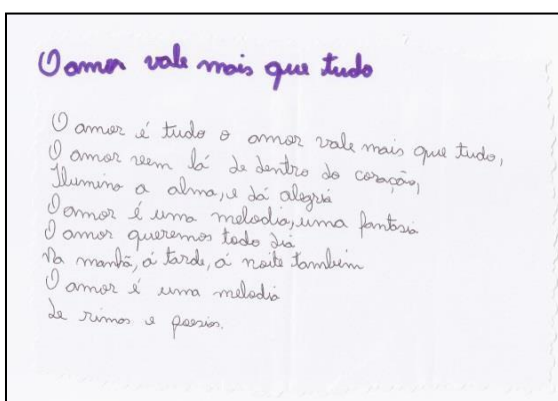 O amor vale mais que tudo
O amor é tudo o amor vale mais que tudo,
O amor vem lá de dentro do coração,
Ilumino a alma, e dá alegria
O amor é uma melodia, uma fantasia
O amor queremos todo dia
Na manhã, á tarde, á noite também
O amor é uma melodia
de rimas e poesias.